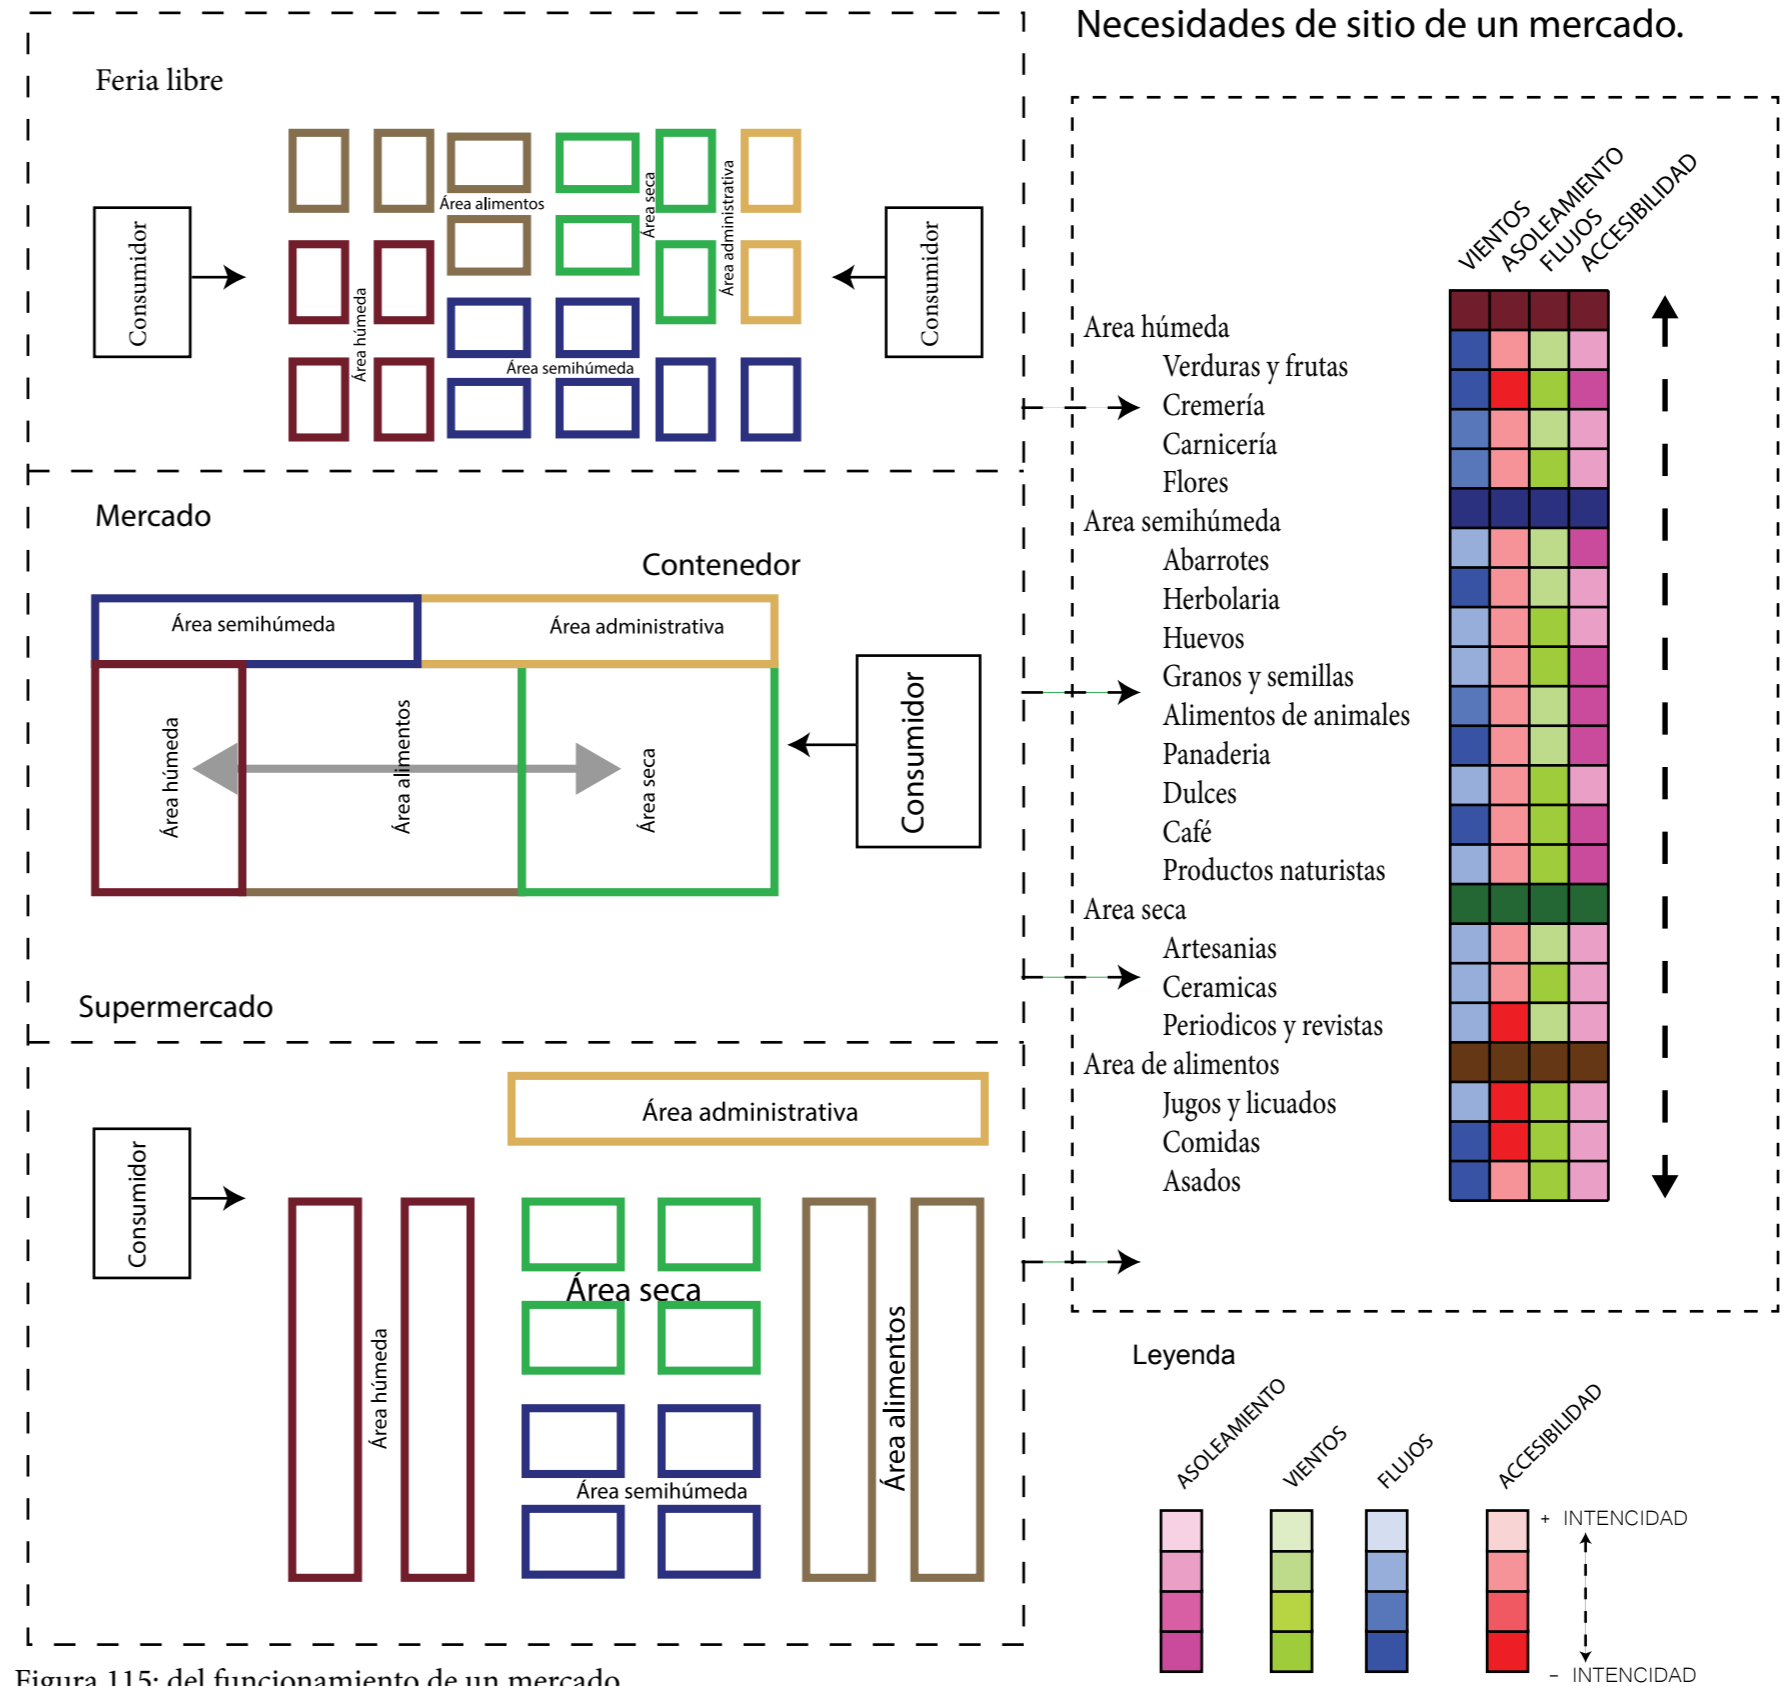 Necesidades de sitio de un mercado.
Feria libre
Consumidor
Área alimentos
Área seca
Área administrativa
Área húmeda
Área semihúmeda
Consumidor
Mercado
Contenedor
Área semihúmeda
Área administrativa
Área húmeda
Área alimentos
Área seca
Consumidor
Supermercado
Consumidor
Área administrativa
Área húmeda
Área seca
Área semihúmeda
Área alimentos
VIENTOS
ASOLEAMIENTO
FLUJOS
ACCESIBILIDAD
Area húmeda
Verduras y frutas
Cremería
Carnicería
Flores
Area semihúmeda
Abarrotes
Herbolaria
Huevos
Granos y semillas
Alimentos de animales
Panaderia
Dulces
Café
Productos naturistas
Area seca
Artesanias
Ceramicas
Periodicos y revistas
Area de alimentos
Jugos y licuados
Comidas
Asados
Leyenda
ASOLEAMIENTO
VIENTOS
FLUJOS
ACCESIBILIDAD
+ INTENCIDAD
− INTENCIDAD
Figura 115: del funcionamiento de un mercado